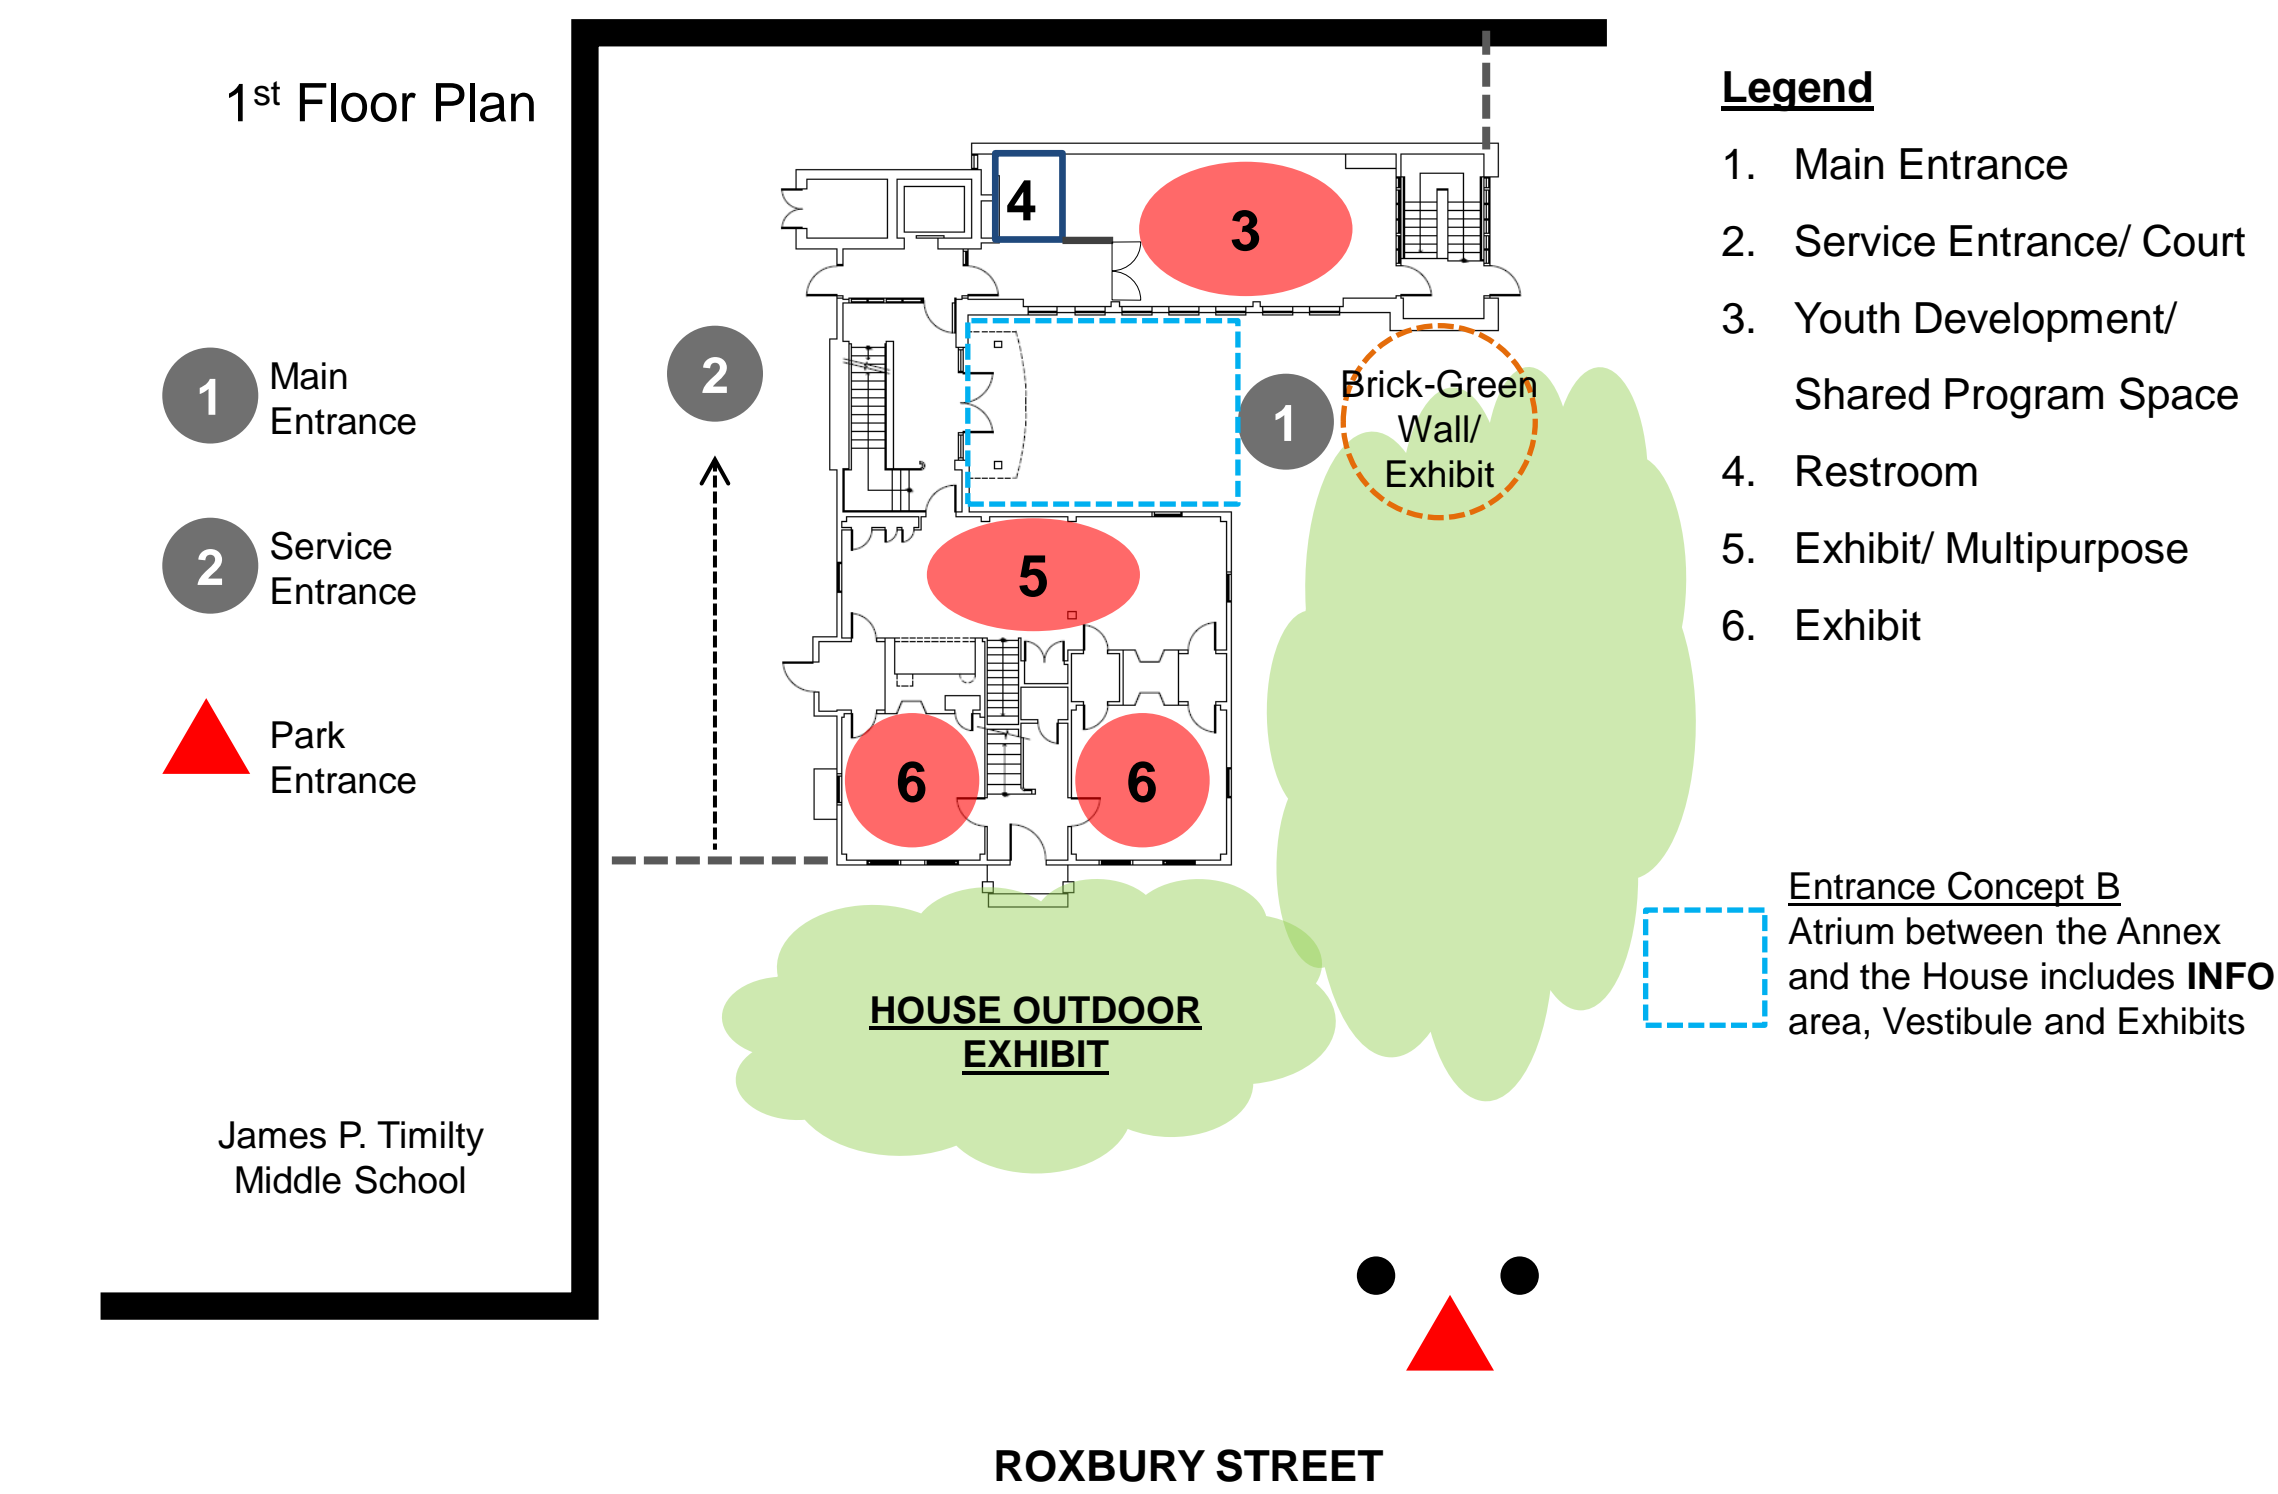 1st Floor Plan
Legend
1. Main Entrance
2. Service Entrance/ Court
3. Youth Development/
Shared Program Space
4. Restroom
5. Exhibit/ Multipurpose
6. Exhibit
1
Main
Entrance
2
Service
Entrance
Park
Entrance
James P. Timilty
Middle School
4
3
2
1
Brick-Green
Wall/
Exhibit
5
6
6
HOUSE OUTDOOR
EXHIBIT
Entrance Concept B
Atrium between the Annex
and the House includes INFO
area, Vestibule and Exhibits
ROXBURY STREET